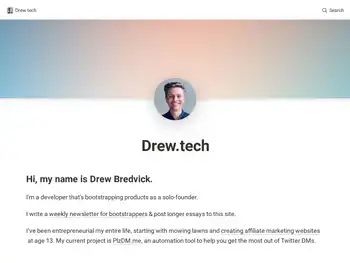 Drew.tech
Search
Drew.tech
Hi, my name is Drew Bredvick.
I'm a developer that's bootstrapping products as a solo-founder.
I write a weekly newsletter for bootstrappers & post longer essays to this site.
I've been entrepreneurial my entire life, starting with mowing lawns and creating affiliate marketing websites
at age 13. My current project is PlzDM.me, an automation tool to help you get the most out of Twitter DMs.